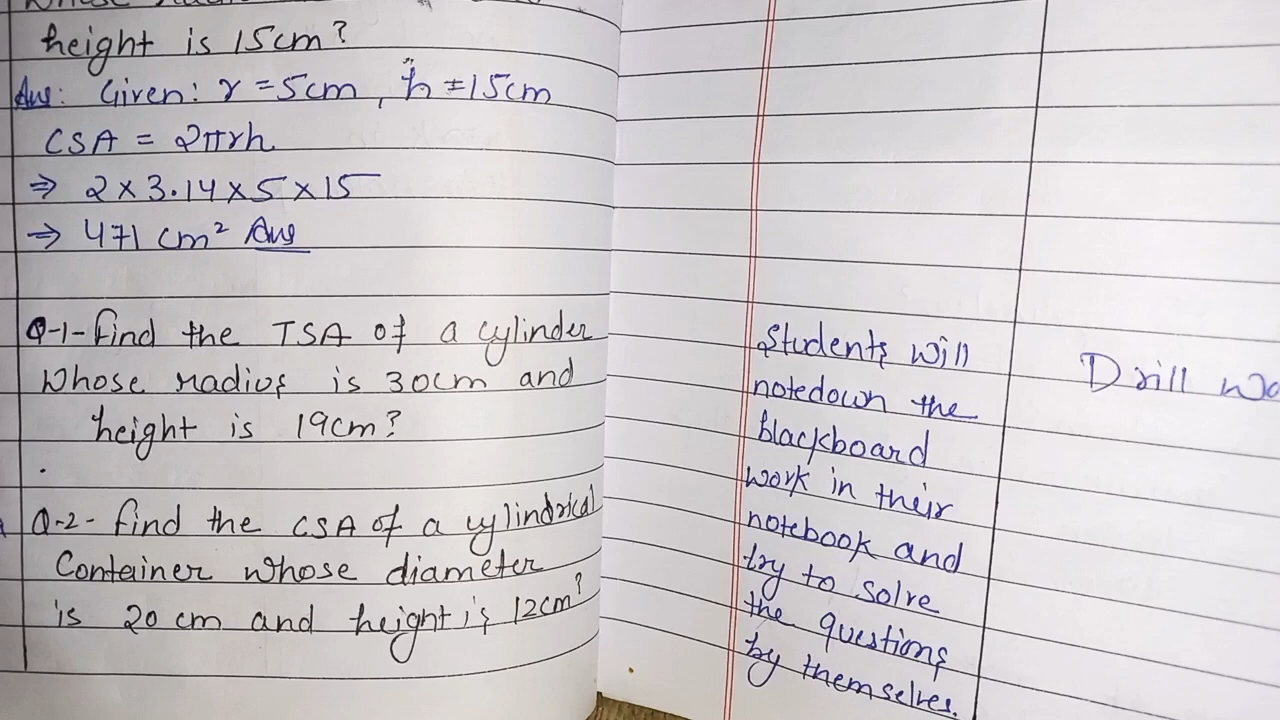 height is 15cm?
Ans: Given: r = 5cm, h = 15cm
CSA = 2πrh
⇒ 2 × 3.14 × 5 × 15
⇒ 471 cm² Ans
Q-1- find the TSA of a cylinder
whose radius is 30cm and
height is 19cm?
Q-2- find the CSA of a cylindrical
Container whose diameter
is 20 cm and height is 12cm?
Students will
notedown the
blackboard
work in their
notebook and
try to solve
the questions
by themselves.
Drill